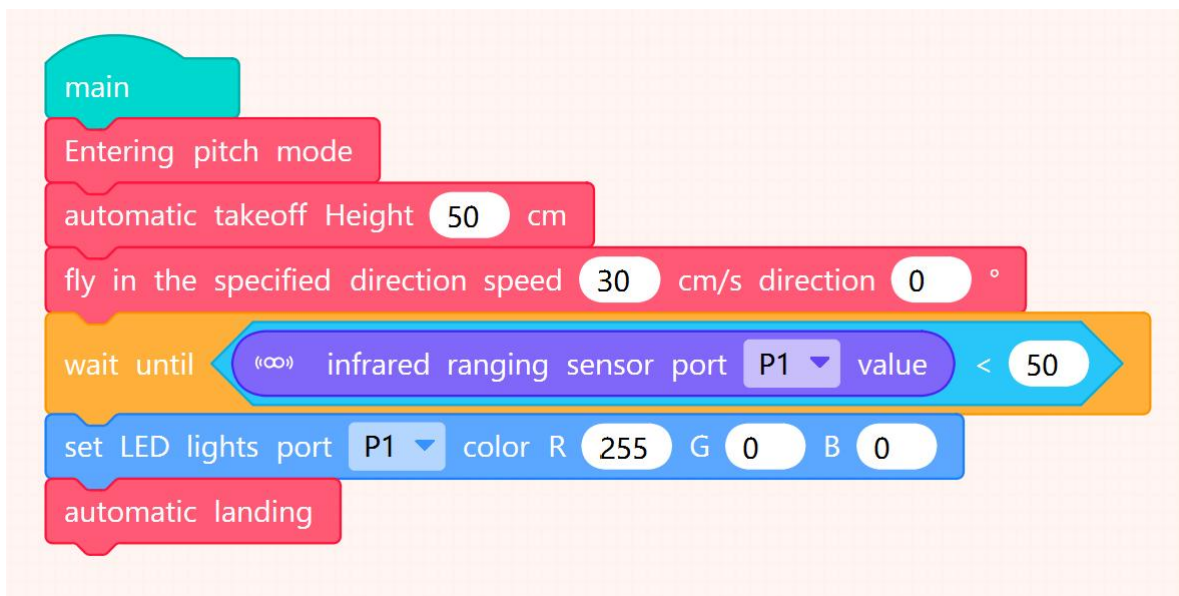 main
Entering pitch mode
automatic takeoff Height 50 cm
fly in the specified direction speed 30 cm/s direction 0 °
wait until infrared ranging sensor port P1 value < 50
set LED lights port P1 color R 255 G 0 B 0
automatic landing